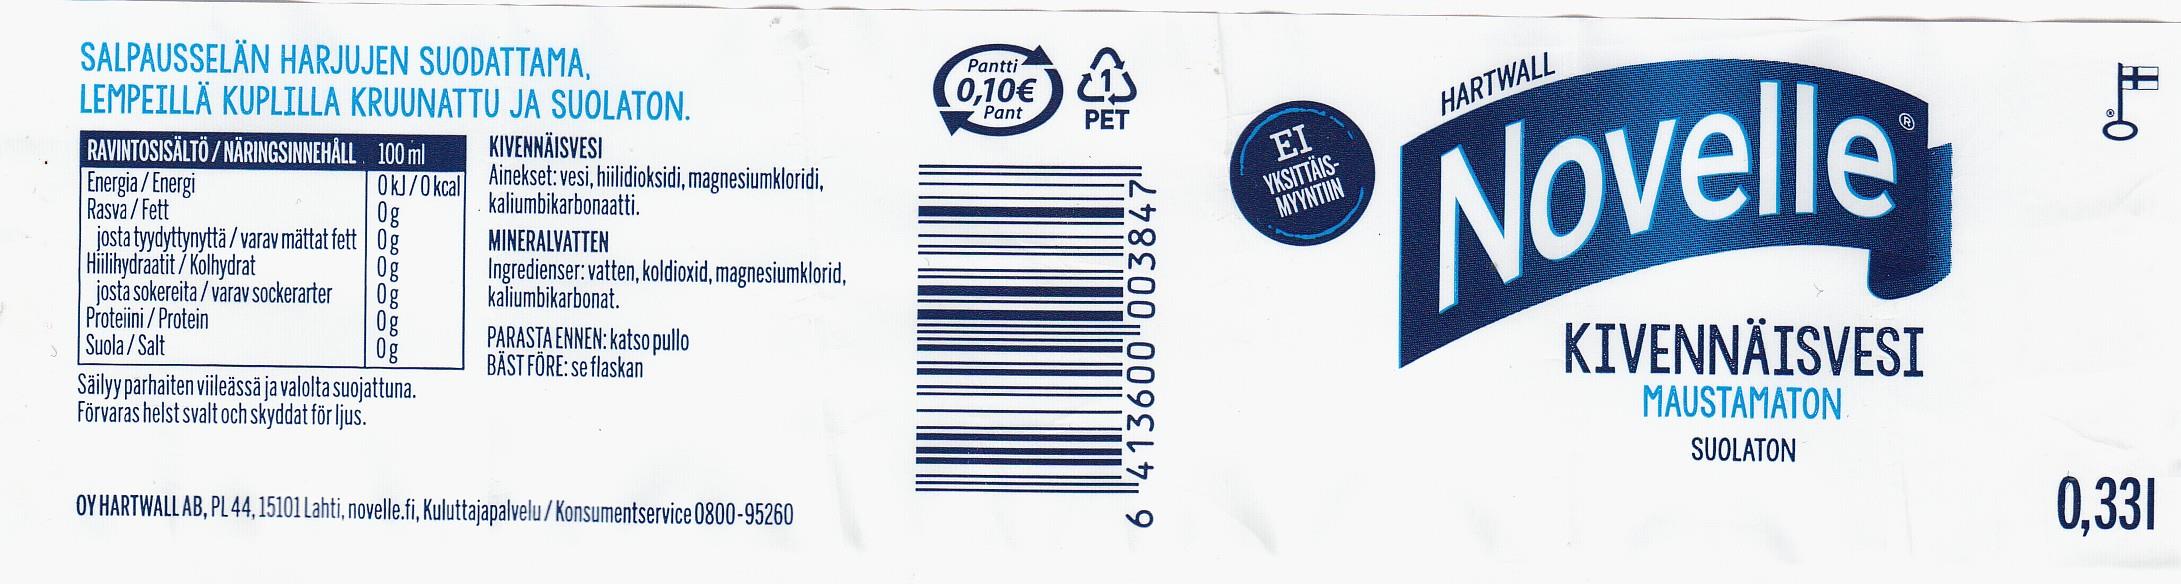 SALPAUSSELÄN HARJUJEN SUODATTAMA,
LEMPEILLÄ KUPLILLA KRUUNATTU JA SUOLATON.
RAVINTOSISÄLTÖ / NÄRINGSINNEHÅLL 100 ml
Energia / Energi 0 kJ / 0 kcal
Rasva / Fett 0 g
josta tyydyttynyttä / varav mättat fett 0 g
Hiilihydraatit / Kolhydrat 0 g
josta sokereita / varav sockerarter 0 g
Proteiini / Protein 0 g
Suola / Salt 0 g
Säilyy parhaiten viileässä ja valolta suojattuna.
Förvaras helst svalt och skyddat för ljus.
KIVENNÄISVESI
Ainekset: vesi, hiilidioksidi, magnesiumkloridi,
kaliumbikarbonaatti.
MINERALVATTEN
Ingredienser: vatten, koldioxid, magnesiumklorid,
kaliumbikarbonat.
PARASTA ENNEN: katso pullo
BÄST FÖRE: se flaskan
OY HARTWALL AB, PL 44, 15101 Lahti, novelle.fi, Kuluttajapalvelu / Konsumentservice 0800-95260
Pantti
0,10€
Pant
1
PET
6 413600 003847
EI
YKSITTÄIS-
MYYNTIIN
HARTWALL
Novelle®
KIVENNÄISVESI
MAUSTAMATON
SUOLATON
®
0,33l